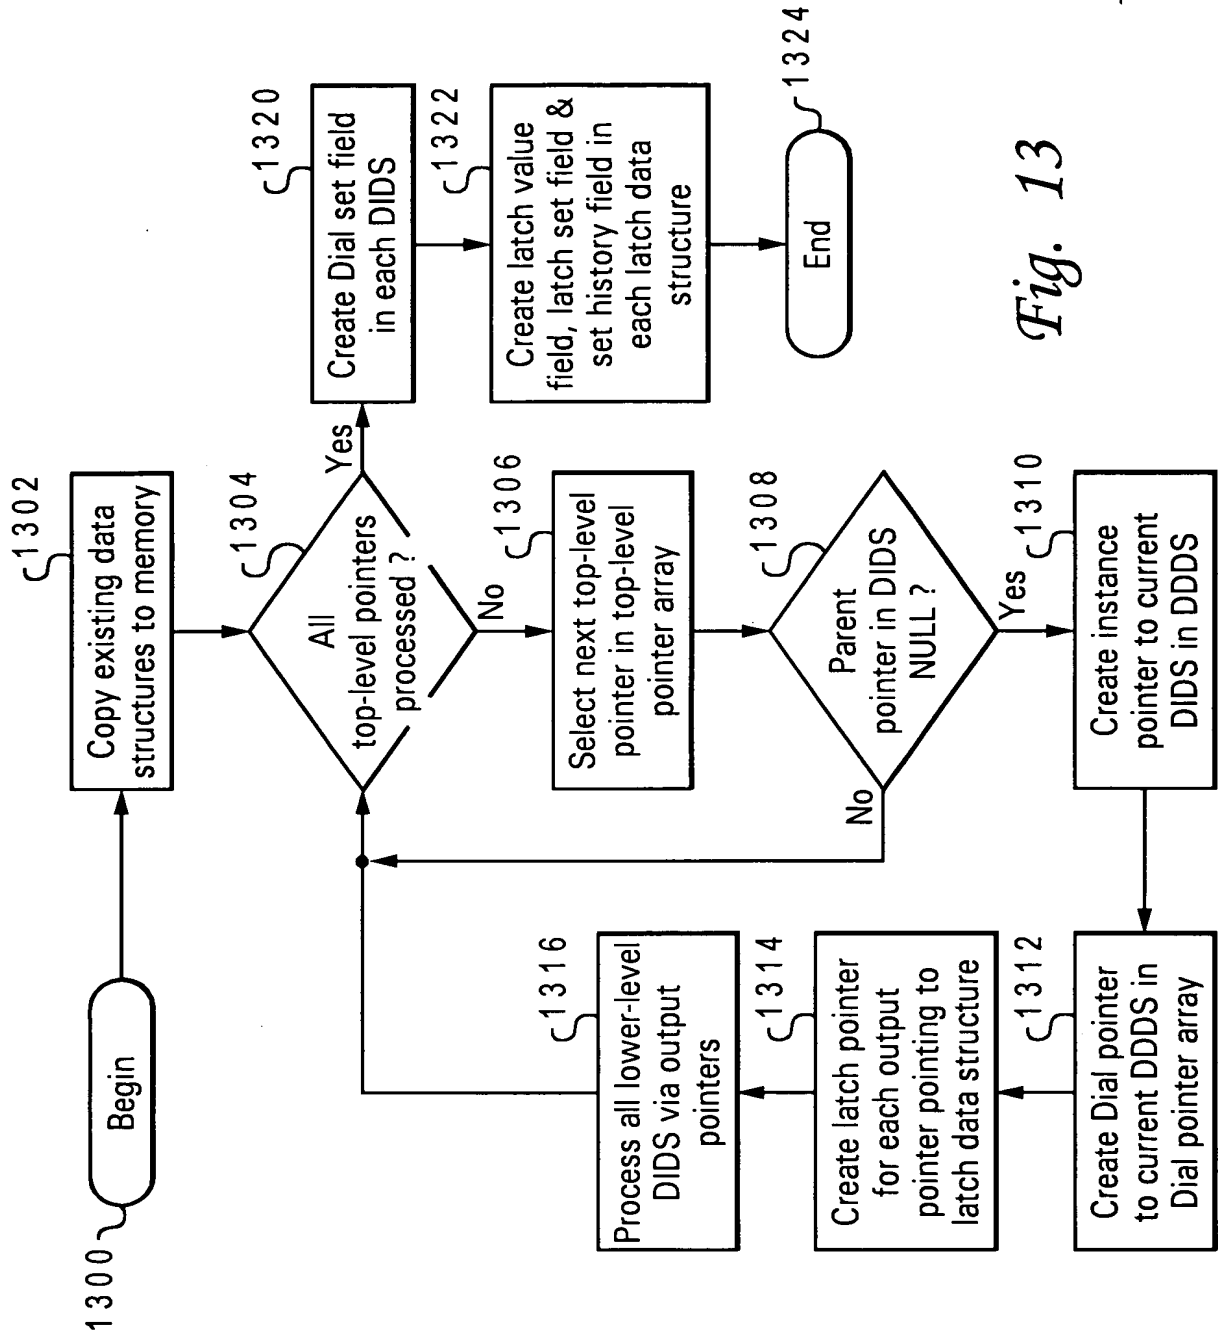 1300
Begin
1302
Copy existing data
structures to memory
1304
All
top-level pointers
processed ?
Yes
No
1306
Select next top-level
pointer in top-level
pointer array
1308
Parent
pointer in DIDS
NULL ?
No
Yes
1310
Create instance
pointer to current
DIDS in DDDS
1312
Create Dial pointer
to current DDDS in
Dial pointer array
1314
Create latch pointer
for each output
pointer pointing to
latch data structure
1316
Process all lower-level
DIDS via output
pointers
1320
Create Dial set field
in each DIDS
1322
Create latch value
field, latch set field &
set history field in
each latch data
structure
1324
End
Fig. 13